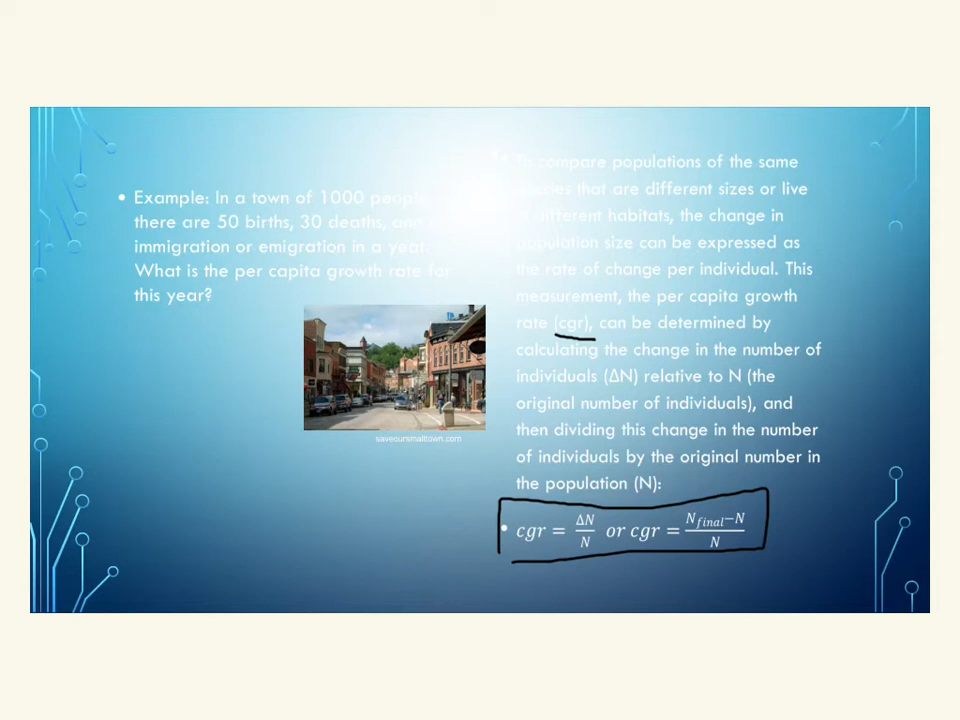 • Example: In a town of 1000 people
there are 50 births, 30 deaths, and
immigration or emigration in a year.
What is the per capita growth rate for
this year?
saveoursmalltown.com
To compare populations of the same
species that are different sizes or live
in different habitats, the change in
population size can be expressed as
the rate of change per individual. This
measurement, the per capita growth
rate (cgr), can be determined by
calculating the change in the number of
individuals (ΔN) relative to N (the
original number of individuals), and
then dividing this change in the number
of individuals by the original number in
the population (N):
• cgr = ΔN/N or cgr = N_final−N/N